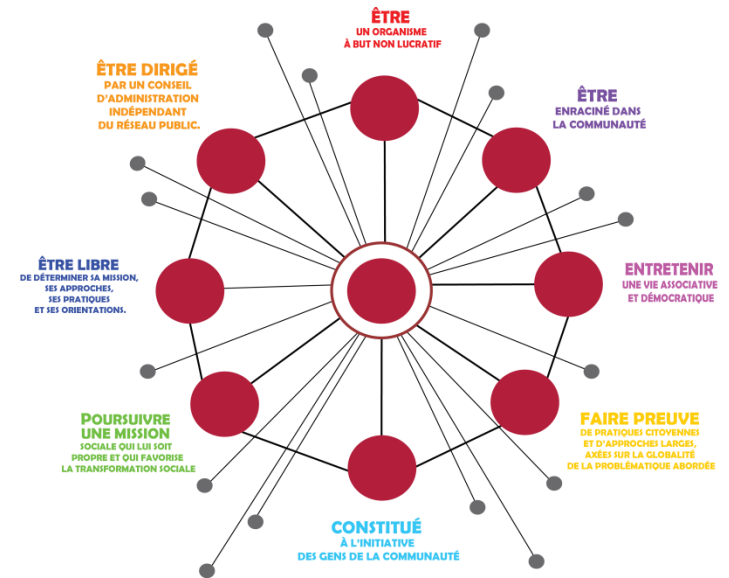 ÊTRE
UN ORGANISME
À BUT NON LUCRATIF
ÊTRE
ENRACINÉ DANS
LA COMMUNAUTÉ
ENTRETENIR
UNE VIE ASSOCIATIVE
ET DÉMOCRATIQUE
FAIRE PREUVE
DE PRATIQUES CITOYENNES
ET D'APPROCHES LARGES,
AXÉES SUR LA GLOBALITÉ
DE LA PROBLÉMATIQUE ABORDÉE
CONSTITUÉ
À L'INITIATIVE
DES GENS DE LA COMMUNAUTÉ
POURSUIVRE
UNE MISSION
SOCIALE QUI LUI SOIT
PROPRE ET QUI FAVORISE
LA TRANSFORMATION SOCIALE
ÊTRE LIBRE
DE DÉTERMINER SA MISSION,
SES APPROCHES,
SES PRATIQUES
ET SES ORIENTATIONS.
ÊTRE DIRIGÉ
PAR UN CONSEIL
D'ADMINISTRATION
INDÉPENDANT
DU RÉSEAU PUBLIC.